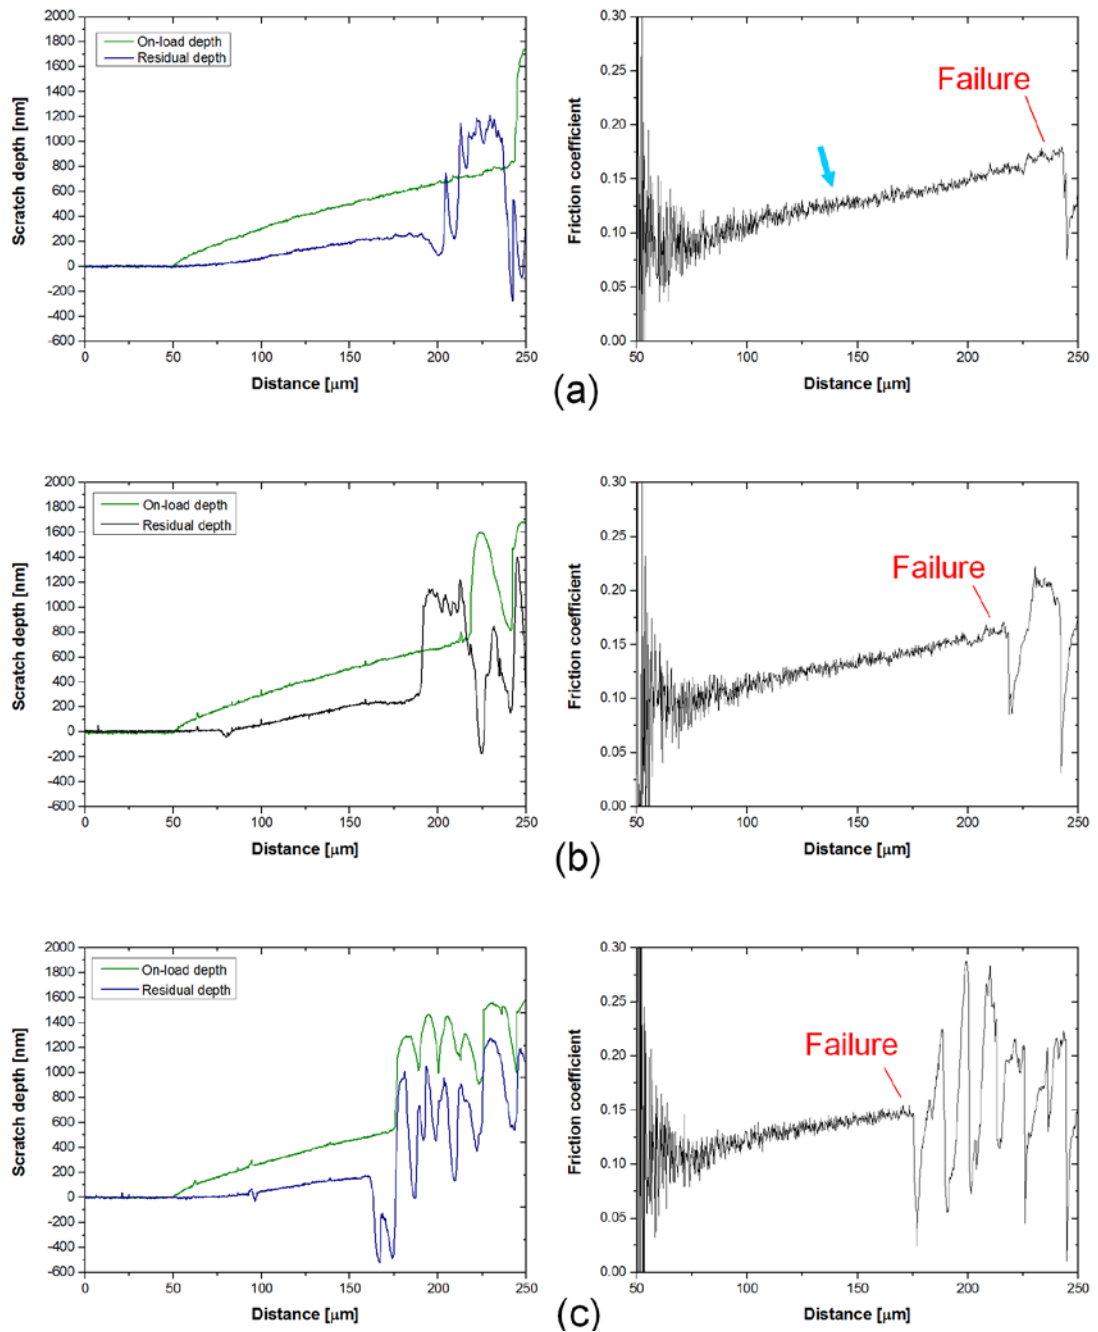 2000
1800
1600
1400
1200
1000
800
600
400
200
0
-200
-400
-600
Scratch depth [nm]
On-load depth
Residual depth
0 50 100 150 200 250
Distance [μm]
0.30
0.25
0.20
0.15
0.10
0.05
0.00
Friction coefficient
Failure
50 100 150 200 250
Distance [μm]
(a)
2000
1800
1600
1400
1200
1000
800
600
400
200
0
-200
-400
-600
Scratch depth [nm]
On-load depth
Residual depth
0 50 100 150 200 250
Distance [μm]
0.30
0.25
0.20
0.15
0.10
0.05
0.00
Friction coefficient
Failure
50 100 150 200 250
Distance [μm]
(b)
2000
1800
1600
1400
1200
1000
800
600
400
200
0
-200
-400
-600
Scratch depth [nm]
On-load depth
Residual depth
0 50 100 150 200 250
Distance [μm]
0.30
0.25
0.20
0.15
0.10
0.05
0.00
Friction coefficient
Failure
50 100 150 200 250
Distance [μm]
(c)